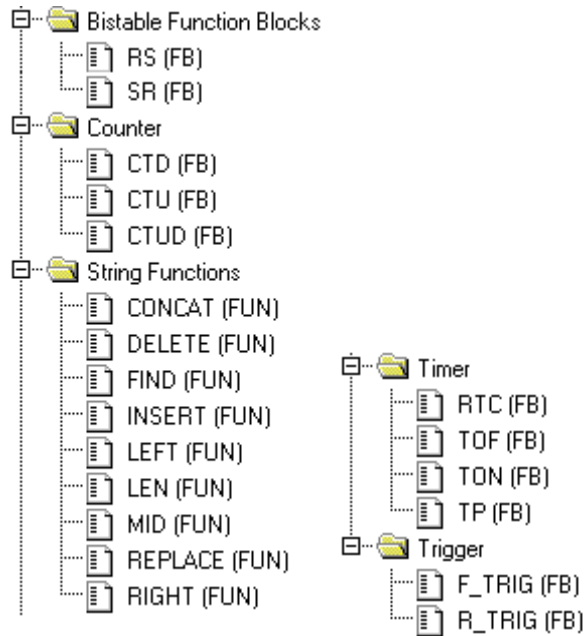 Bistable Function Blocks
RS (FB)
SR (FB)
Counter
CTD (FB)
CTU (FB)
CTUD (FB)
String Functions
CONCAT (FUN)
DELETE (FUN)
FIND (FUN)
INSERT (FUN)
LEFT (FUN)
LEN (FUN)
MID (FUN)
REPLACE (FUN)
RIGHT (FUN)
Timer
RTC (FB)
TOF (FB)
TON (FB)
TP (FB)
Trigger
F_TRIG (FB)
R_TRIG (FB)